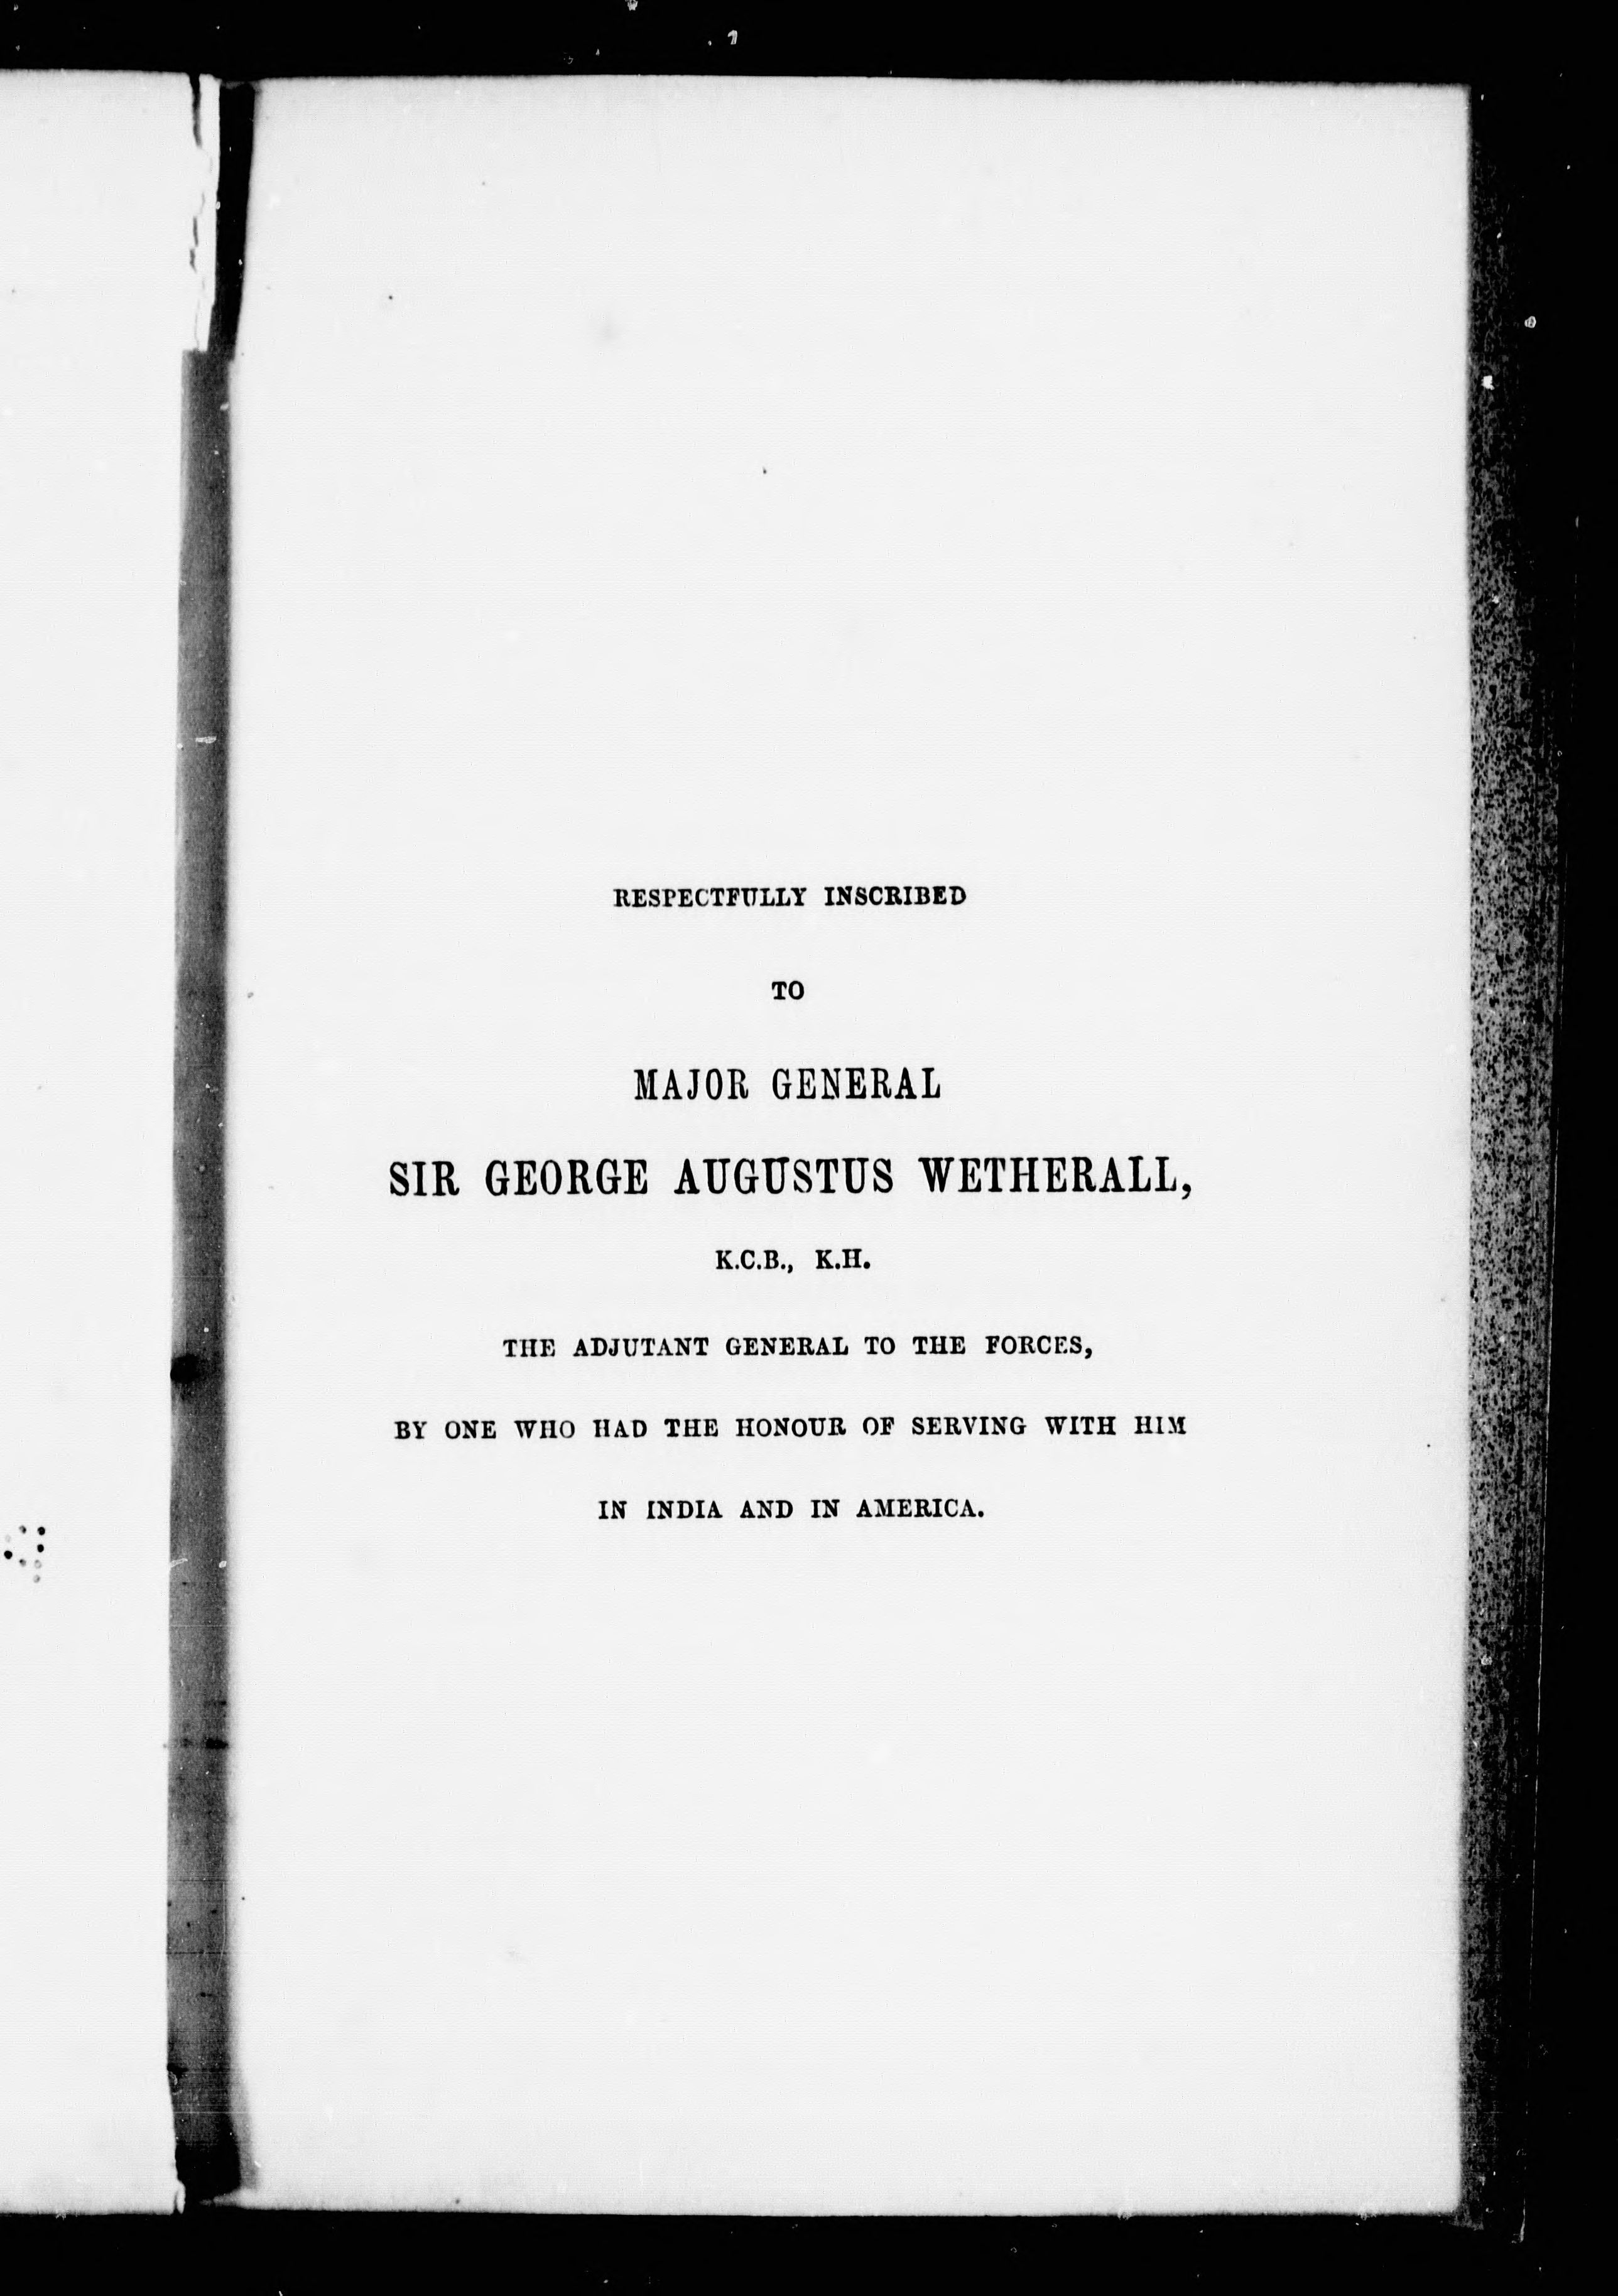 RESPECTFULLY INSCRIBED
TO
MAJOR GENERAL
SIR GEORGE AUGUSTUS WETHERALL,
K.C.B., K.H.
THE ADJUTANT GENERAL TO THE FORCES,
BY ONE WHO HAD THE HONOUR OF SERVING WITH HIM
IN INDIA AND IN AMERICA.